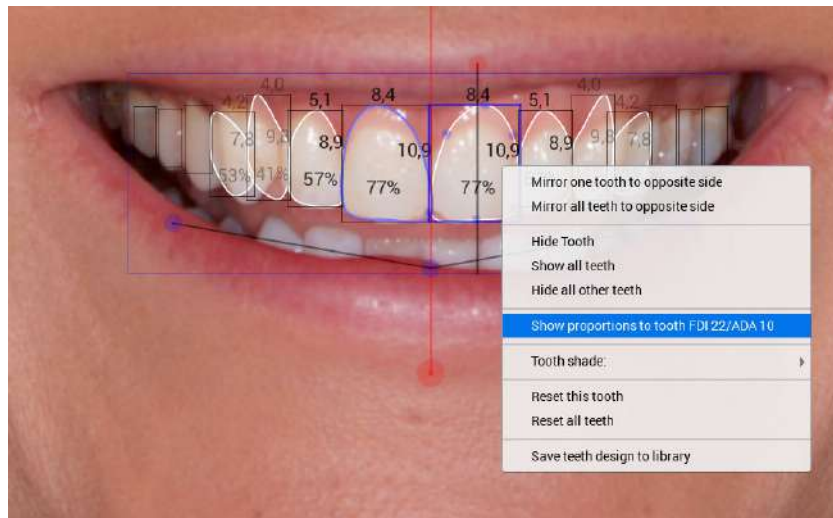 4,0 4,0
4,2 5,1 8,4 8,4 5,1 4,2
7,8 9,8 8,9 10,9 10,9 8,9 9,8 7,8
53% 41% 57% 77% 77%
Mirror one tooth to opposite side
Mirror all teeth to opposite side
Hide Tooth
Show all teeth
Hide all other teeth
Show proportions to tooth FDI 22/ADA 10
Tooth shade:
Reset this tooth
Reset all teeth
Save teeth design to library